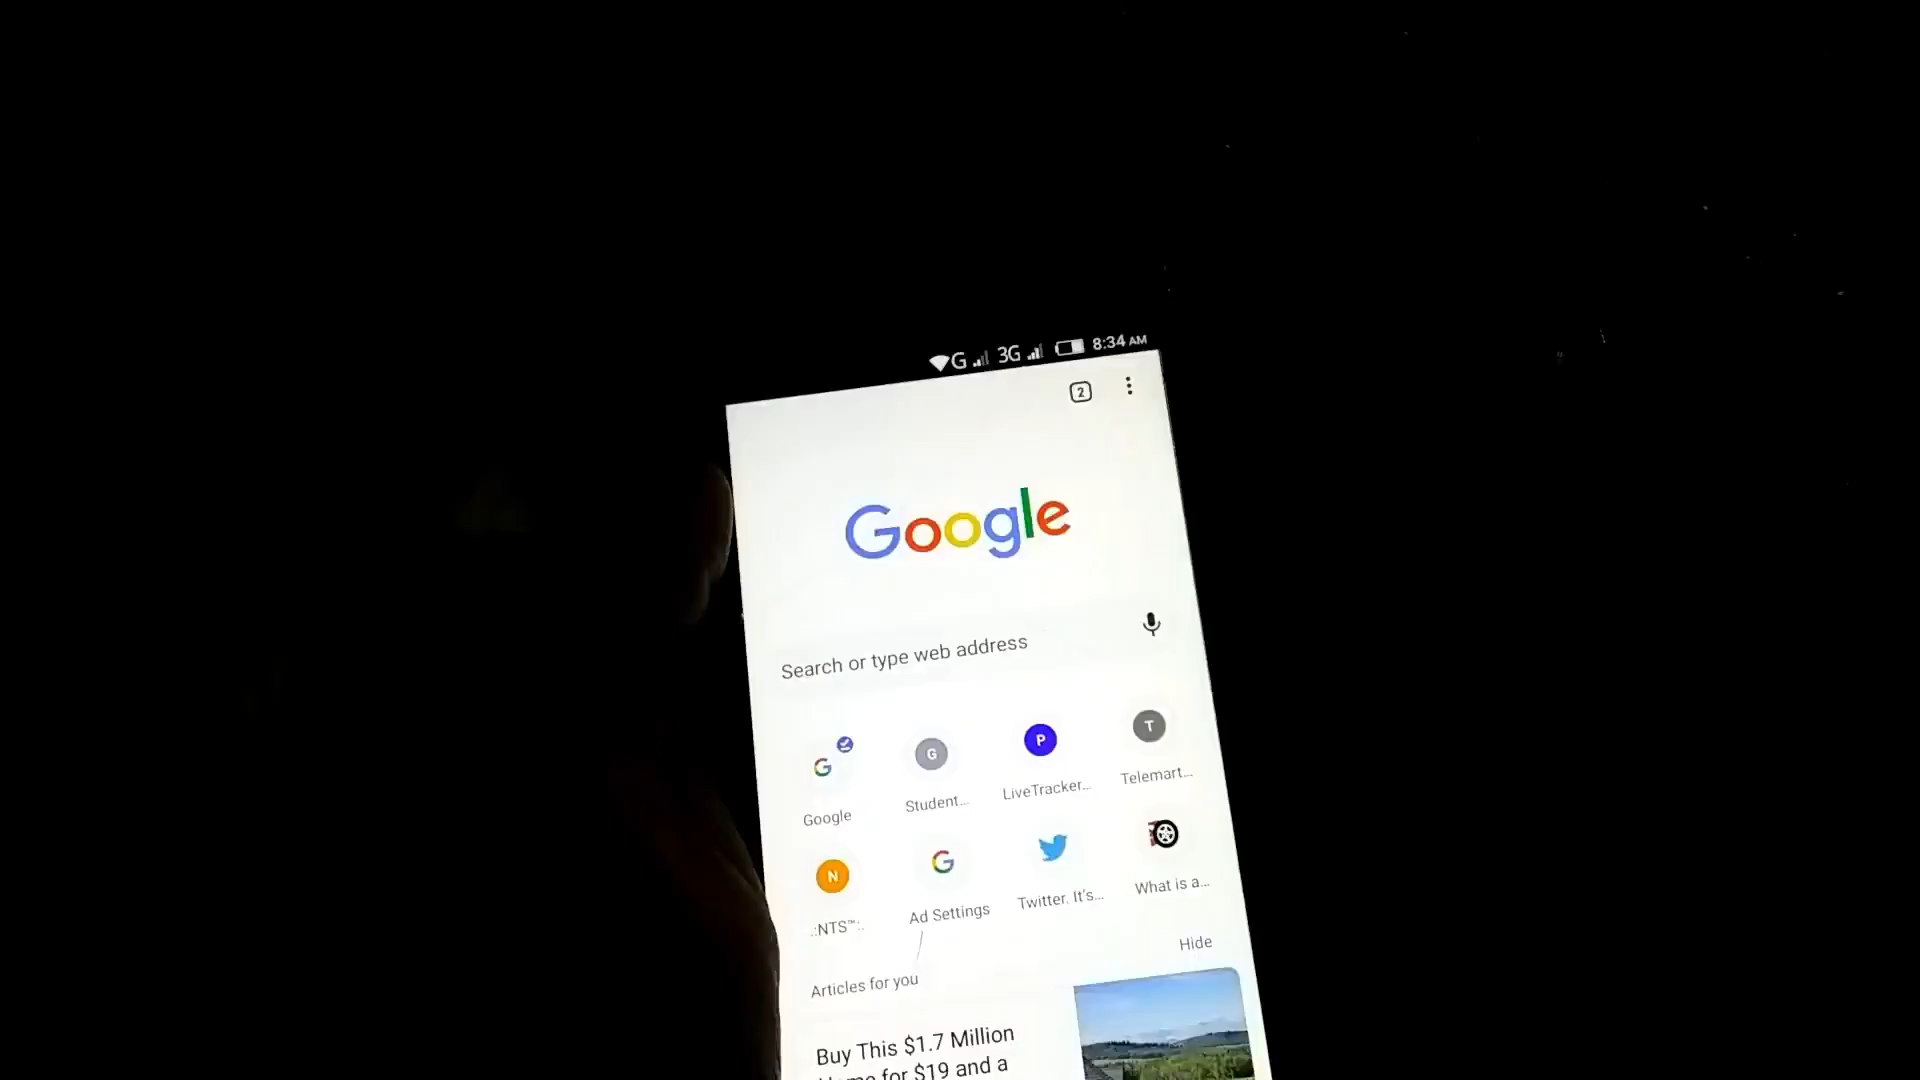 G 3G 8:34 AM
2
Google
Search or type web address
G P T
Google Student... LiveTracker... Telemart...
N
.:NTS™:. Ad Settings Twitter. It's... What is a...
Hide
Articles for you
Buy This $1.7 Million
Home for $19 and a